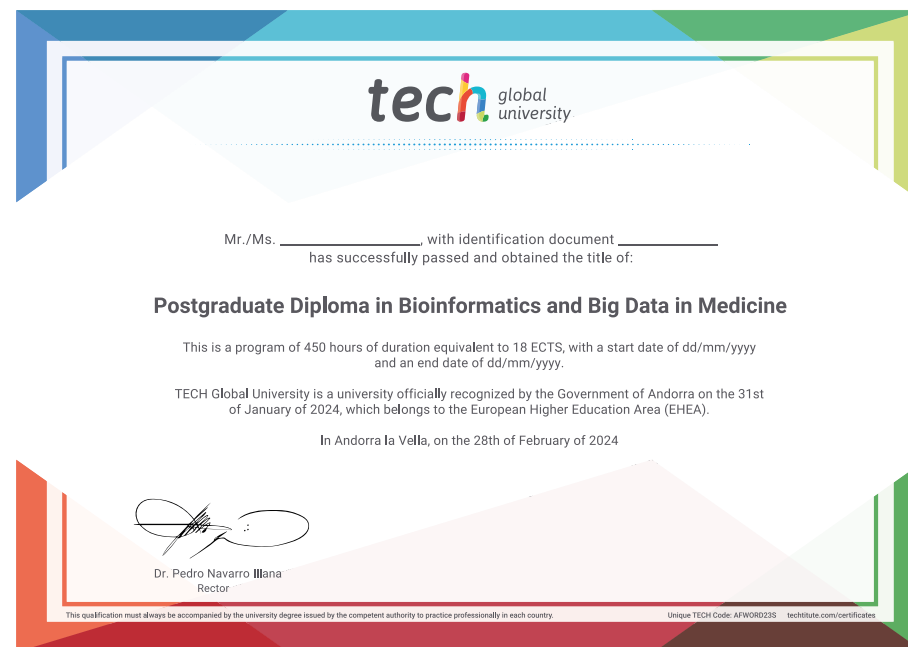 tech global university
Mr./Ms. ____________________, with identification document ______________
has successfully passed and obtained the title of:
Postgraduate Diploma in Bioinformatics and Big Data in Medicine
This is a program of 450 hours of duration equivalent to 18 ECTS, with a start date of dd/mm/yyyy
and an end date of dd/mm/yyyy.
TECH Global University is a university officially recognized by the Government of Andorra on the 31st
of January of 2024, which belongs to the European Higher Education Area (EHEA).
In Andorra la Vella, on the 28th of February of 2024
Dr. Pedro Navarro Illana
Rector
This qualification must always be accompanied by the university degree issued by the competent authority to practice professionally in each country. Unique TECH Code: AFWORD23S techtitute.com/certificates